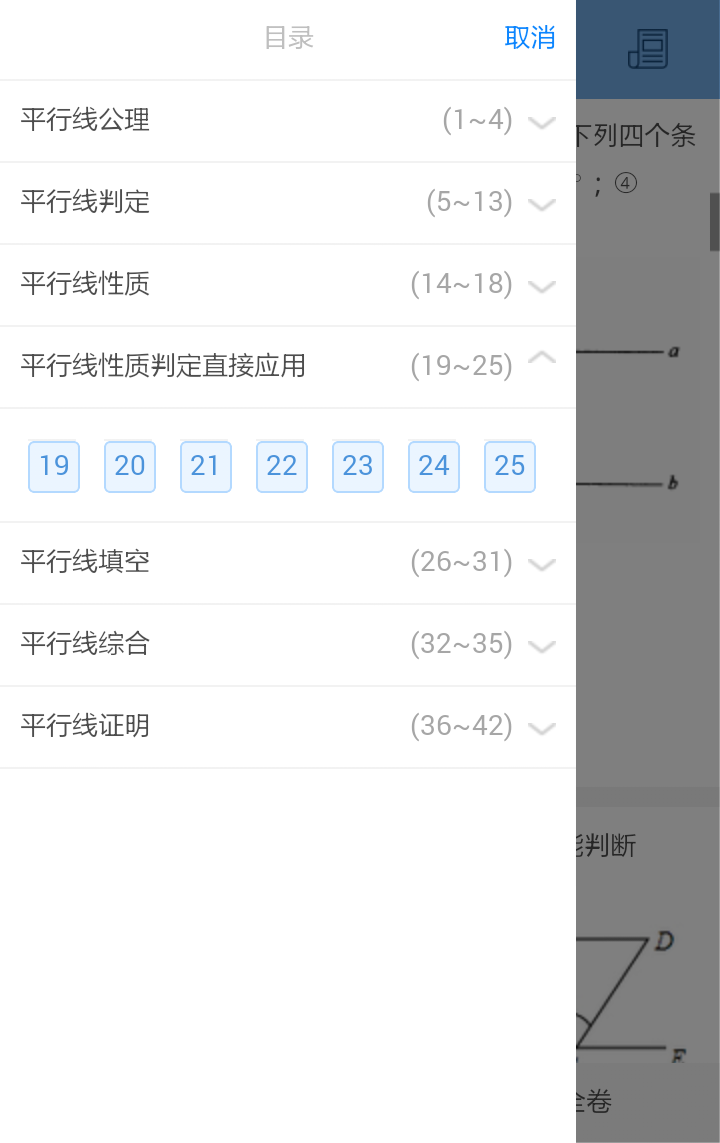 目录 取消
平行线公理 (1~4)
平行线判定 (5~13)
平行线性质 (14~18)
平行线性质判定直接应用 (19~25)
19 20 21 22 23 24 25
平行线填空 (26~31)
平行线综合 (32~35)
平行线证明 (36~42)
下列四个条
；④
a
b
能判断
D
E
全卷